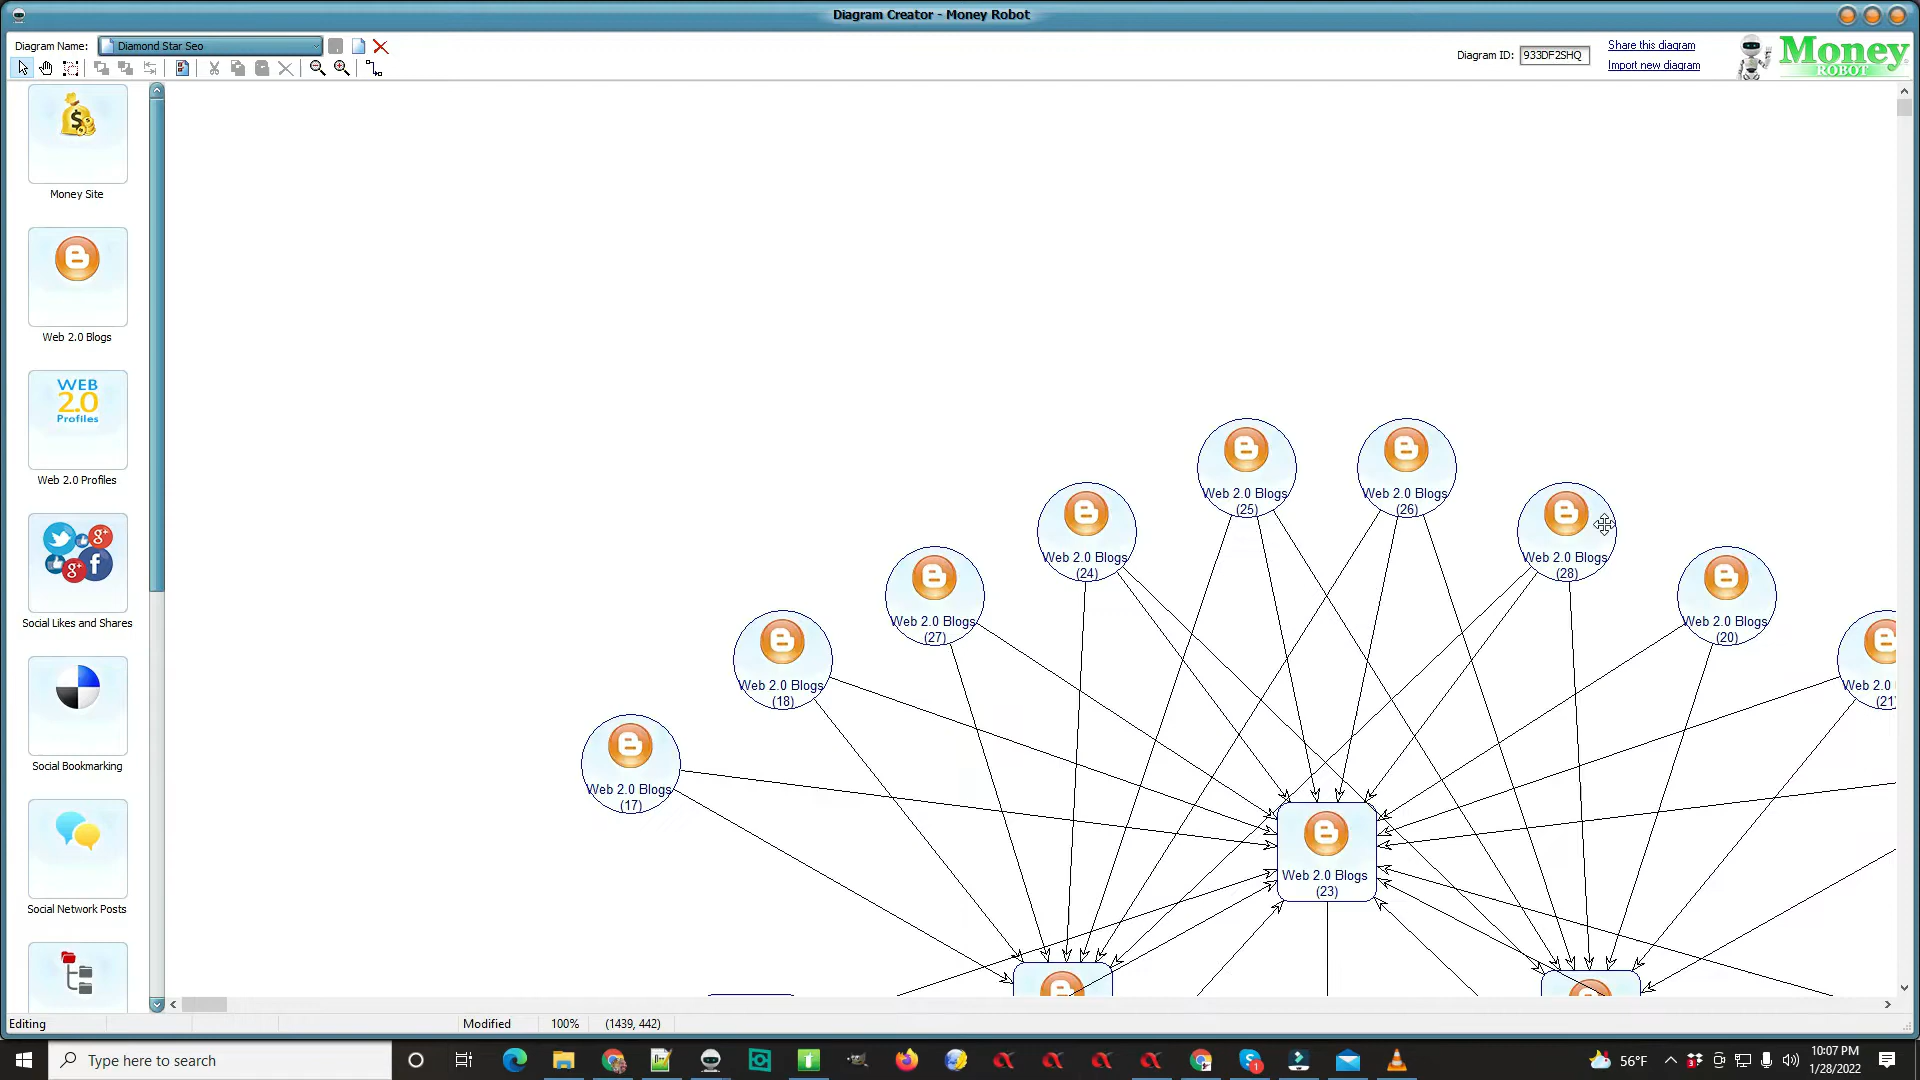 Diagram Creator - Money Robot
Diagram Name:
Diamond Star Seo
Diagram ID:
933DF2SHQ
Share this diagram
Import new diagram
Money
ROBOT
Money Site
Web 2.0 Blogs
WEB
2.0
Profiles
Web 2.0 Profiles
Social Likes and Shares
Social Bookmarking
Social Network Posts
Web 2.0 Blogs
(25)
Web 2.0 Blogs
(26)
Web 2.0 Blogs
(24)
Web 2.0 Blogs
(28)
Web 2.0 Blogs
(27)
Web 2.0 Blogs
(20)
Web 2.0 Blogs
(18)
Web 2.0
(21)
Web 2.0 Blogs
(17)
Web 2.0 Blogs
(23)
Editing
Modified
100%
(1439, 442)
Type here to search
56°F
10:07 PM
1/28/2022